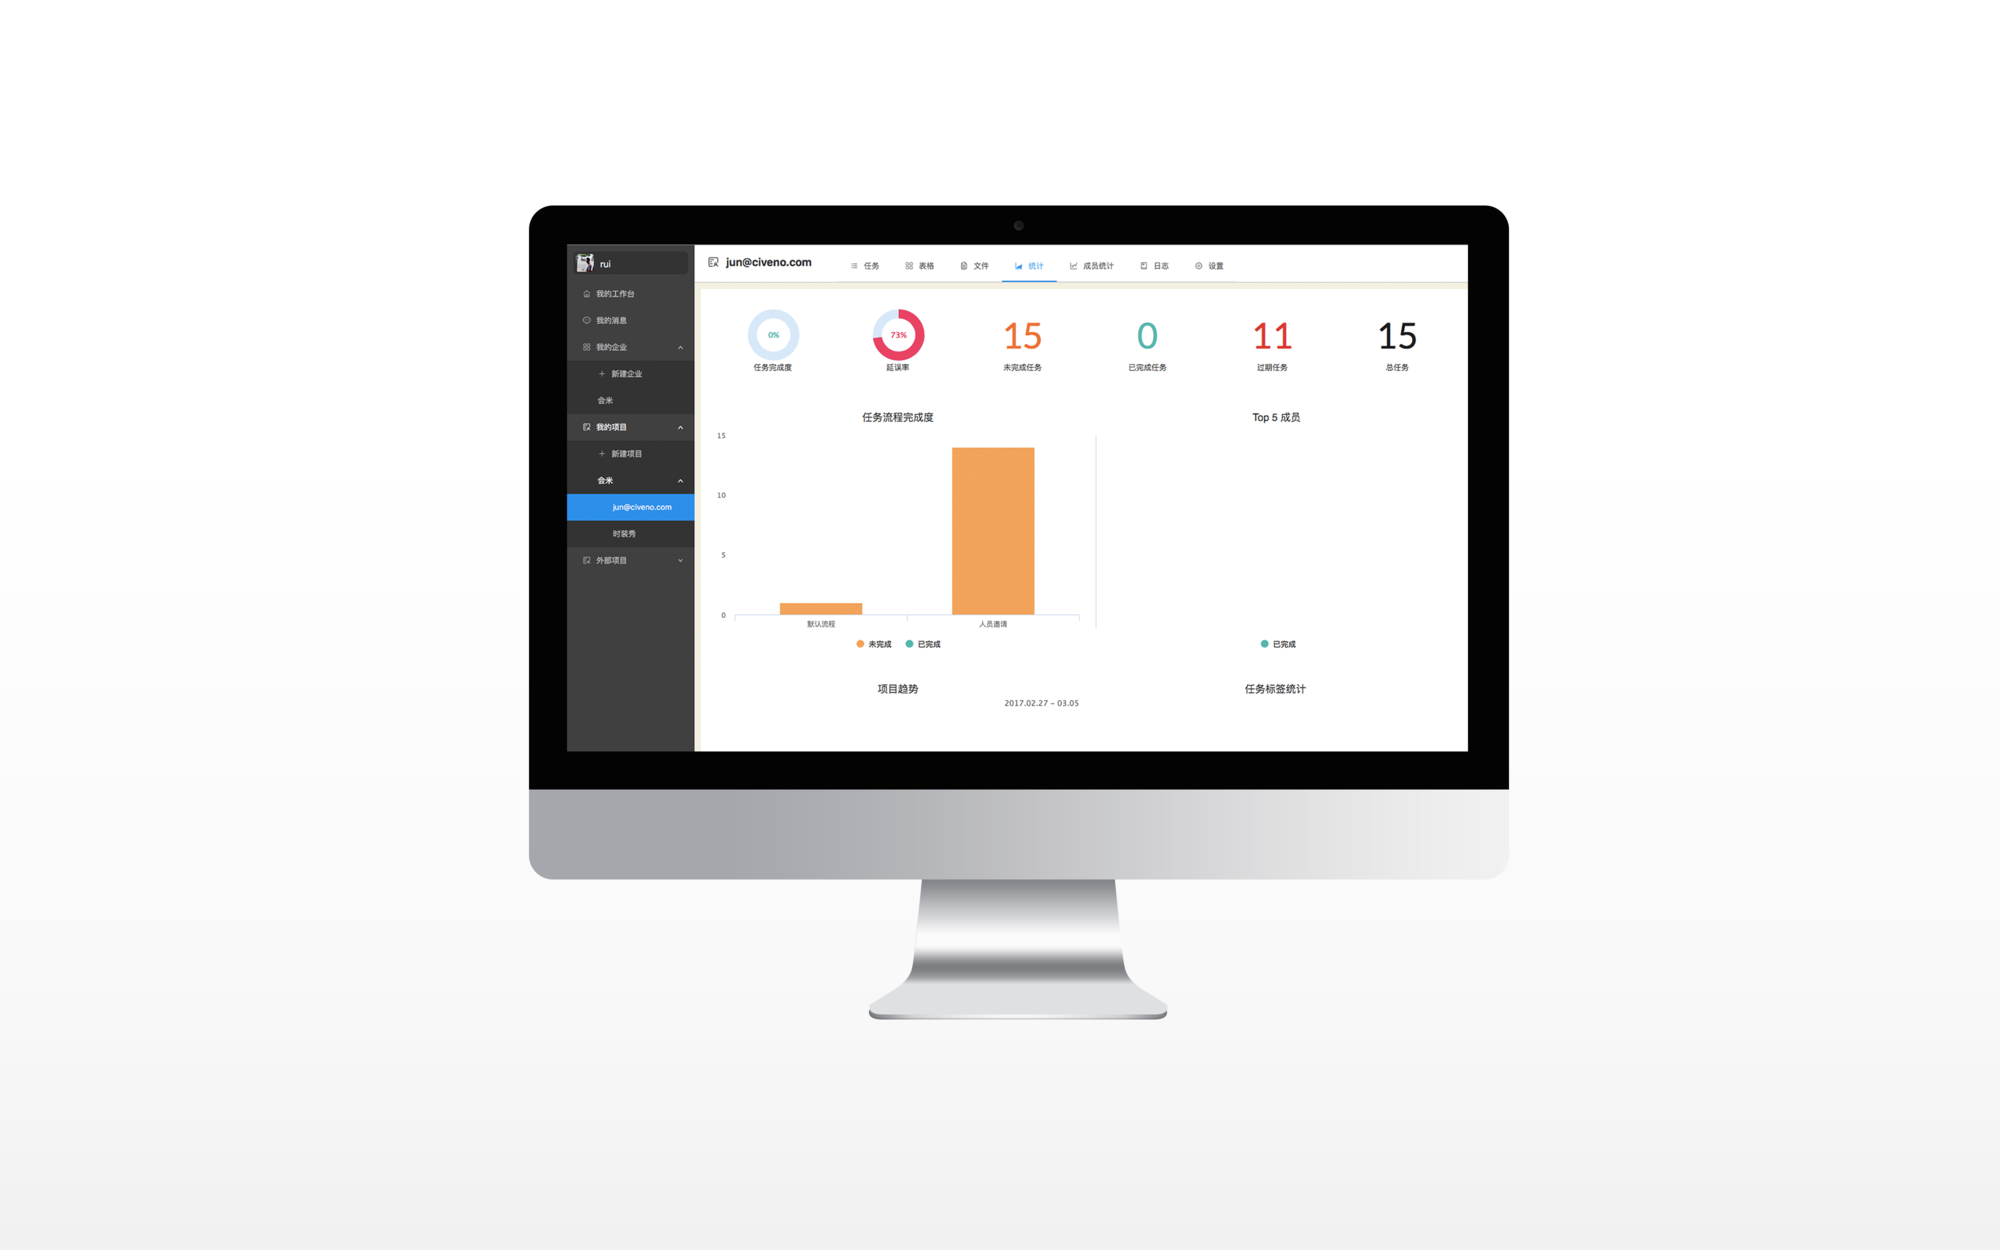 rui
我的工作台
我的消息
我的企业
+ 新建企业
会米
我的项目
+ 新建项目
会米
jun@civeno.com
时装秀
外部项目
jun@civeno.com
任务 表格 文件 统计 成员统计 日志 设置
0% 73% 15 0 11 15
任务完成度 延误率 未完成任务 已完成任务 过期任务 总任务
任务流程完成度
15
10
5
0
默认流程 人员邀请
未完成 已完成
Top 5 成员
已完成
项目趋势
2017.02.27 ~ 03.05
任务标签统计